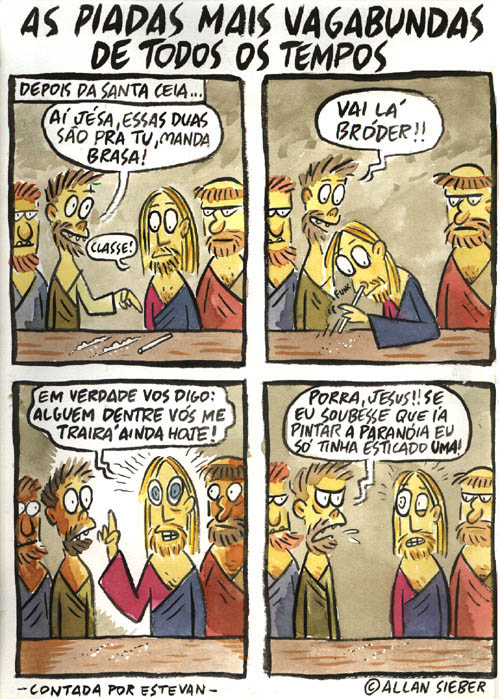 AS PIADAS MAIS VAGABUNDAS
DE TODOS OS TEMPOS
DEPOIS DA SANTA CEIA...
AÍ JÉSA, ESSAS DUAS
SÃO PRA TU, MANDA
BRASA!
CLASSE!
VAI LÁ
BRÓDER!!
FUNF
EM VERDADE VOS DIGO:
ALGUEM DENTRE VÓS ME
TRAIRÁ AINDA HOJE!
PORRA, JESUS!! SE
EU SOUBESSE QUE IA
PINTAR A PARANÓIA EU
SÓ TINHA ESTICADO UMA!
- CONTADA POR ESTEVAN -
©ALLAN SIEBER